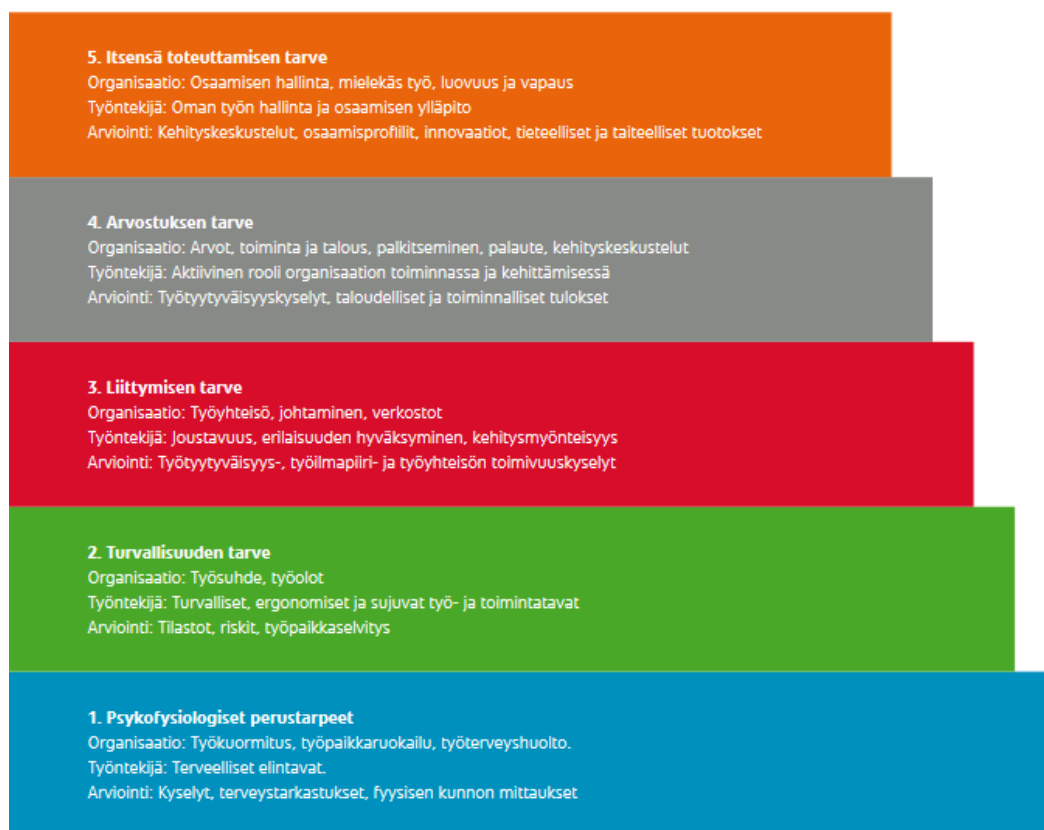 5. Itsensä toteuttamisen tarve
Organisaatio: Osaamisen hallinta, mielekäs työ, luovuus ja vapaus
Työntekijä: Oman työn hallinta ja osaamisen ylläpito
Arviointi: Kehityskeskustelut, osaamisprofiilit, innovaatiot, tieteelliset ja taiteelliset tuotokset
4. Arvostuksen tarve
Organisaatio: Arvot, toiminta ja talous, palkitseminen, palaute, kehityskeskustelut
Työntekijä: Aktiivinen rooli organisaation toiminnassa ja kehittämisessä
Arviointi: Työtyytyväisyyskyselyt, taloudelliset ja toiminnalliset tulokset
3. Liittymisen tarve
Organisaatio: Työyhteisö, johtaminen, verkostot
Työntekijä: Joustavuus, erilaisuuden hyväksyminen, kehitysmyönteisyys
Arviointi: Työtyytyväisyys-, työilmapiiri- ja työyhteisön toimivuuskyselyt
2. Turvallisuuden tarve
Organisaatio: Työsuhde, työolot
Työntekijä: Turvalliset, ergonomiset ja sujuvat työ- ja toimintatavat
Arviointi: Tilastot, riskit, työpaikkaselvitys
1. Psykofysiologiset perustarpeet
Organisaatio: Työkuormitus, työpaikkaruokailu, työterveyshuolto.
Työntekijä: Terveelliset elintavat.
Arviointi: Kyselyt, terveystarkastukset, fyysisen kunnon mittaukset